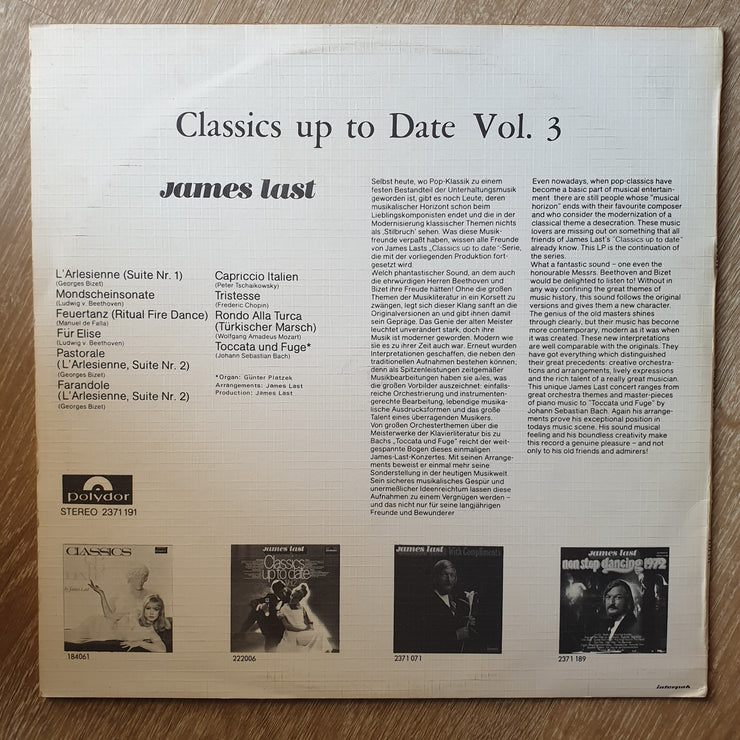 Classics up to Date Vol. 3
james last
L'Arlesienne (Suite Nr. 1)
(Georges Bizet)
Mondscheinsonate
(Ludwig v. Beethoven)
Feuertanz (Ritual Fire Dance)
(Manuel de Falla)
Für Elise
(Ludwig v. Beethoven)
Pastorale
(L'Arlesienne, Suite Nr. 2)
(Georges Bizet)
Farandole
(L'Arlesienne, Suite Nr. 2)
(Georges Bizet)
Capriccio Italien
(Peter Tschaikowsky)
Tristesse
(Frederic Chopin)
Rondo Alla Turca
(Türkischer Marsch)
(Wolfgang Amadeus Mozart)
Toccata und Fuge*
(Johann Sebastian Bach)
*Organ: Günter Platzek
Arrangements: James Last
Production: James Last
Selbst heute, wo Pop-Klassik zu einem
festen Bestandteil der Unterhaltungsmusik
geworden ist, gibt es noch Leute, deren
musikalischer Horizont schon beim
Lieblingskomponisten endet und die in der
Modernisierung klassischer Themen nichts
als ‚Stilbruch' sehen. Was diese Musik-
freunde verpaßt haben, wissen alle Freunde
von James Lasts „Classics up to date"-Serie,
die mit der vorliegenden Produktion fort-
gesetzt wird.
Welch phantastischer Sound, an dem auch
die ehrwürdigen Herren Beethoven und
Bizet ihre Freude hätten! Ohne die großen
Themen der Musikliteratur in ein Korsett zu
zwängen, legt sich dieser Klang sanft an die
Originalversionen an und gibt ihnen damit
sein Gepräge. Das Genie der alten Meister
leuchtet unverändert stark, doch ihre
Musik ist moderner geworden. Modern wie
sie es zu ihrer Zeit auch war. Erneut wurden
Interpretationen geschaffen, die neben den
traditionellen Aufnahmen bestehen können;
denn als Spitzenleistungen zeitgemäßer
Musikbearbeitungen haben sie alles, was
die großen Vorbilder auszeichnet: einfalls-
reiche Orchestrierung und instrumenten-
gerechte Bearbeitung, lebendige musika-
lische Ausdrucksformen und das große
Talent eines überragenden Musikers.
Von großen Orchesterthemen über die
Meisterwerke der Klavierliteratur bis zu
Bachs „Toccata und Fuge" reicht der weit-
gespannte Bogen dieses einmaligen
James-Last-Konzertes. Mit seinen Arrange-
ments beweist er einmal mehr seine
Sonderstellung in der heutigen Musikwelt.
Sein sicheres musikalisches Gespür und
unermeßlicher Ideenreichtum lassen diese
Aufnahmen zu einem Vergnügen werden –
und das nicht nur für seine langjährigen
Freunde und Bewunderer
Even nowadays, when pop-classics have
become a basic part of musical entertain-
ment there are still people whose "musical
horizon" ends with their favourite composer
and who consider the modernization of a
classical theme a desecration. These music
lovers are missing out on something that all
friends of James Last's "Classics up to date"
already know. This LP is the continuation of
the series.
What a fantastic sound – one even the
honourable Messrs. Beethoven and Bizet
would be delighted to listen to! Without in
any way confining the great themes of
music history, this sound follows the original
versions and gives them a new character.
The genius of the old masters shines
through clearly, but their music has become
more contemporary, modern as it was when
it was created. These new interpretations
are well comparable with the originals. They
have got everything which distinguished
their great precedents: creative orchestra-
tions and arrangements, lively expressions
and the rich talent of a really great musician.
This unique James Last concert ranges from
great orchestra themes and master-pieces
of piano music to "Toccata and Fugue" by
Johann Sebastian Bach. Again his arrange-
ments prove his exceptional position in
todays music scene. His sound musical
feeling and his boundless creativity make
this record a genuine pleasure – and not
only to his old friends and admirers!
polydor
STEREO 2371 191
CLASSICS
by James Last
184061
james last
Classics
up to date
222006
james last With Compliments
2371 071
james last
non stop dancing 1972
2371 189
interpak